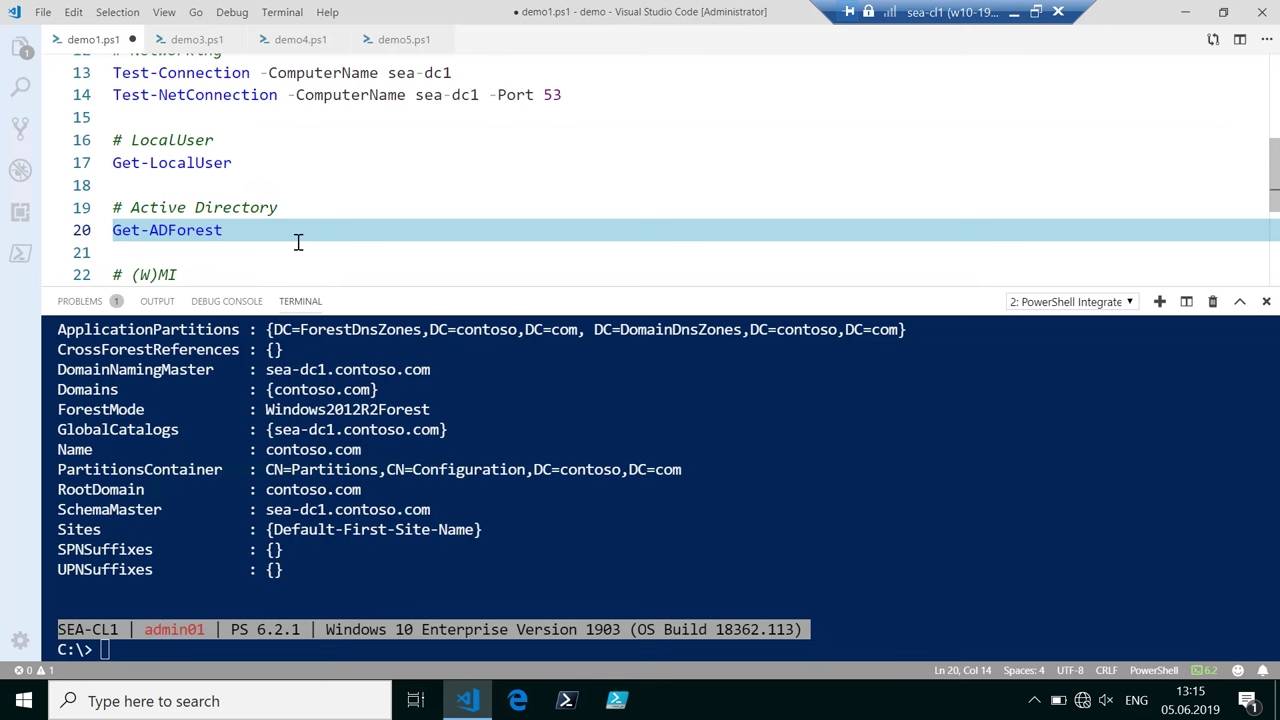 File Edit Selection View Go Debug Terminal Help
● demo1.ps1 - demo - Visual Studio Code [Administrator]
sea-cl1 (w10-19...
demo1.ps1 ● demo3.ps1 demo4.ps1 demo5.ps1
12 # Networking
13 Test-Connection -ComputerName sea-dc1
14 Test-NetConnection -ComputerName sea-dc1 -Port 53
15
16 # LocalUser
17 Get-LocalUser
18
19 # Active Directory
20 Get-ADForest
21
22 # (W)MI
PROBLEMS 1 OUTPUT DEBUG CONSOLE TERMINAL 2: PowerShell Integrate
ApplicationPartitions : {DC=ForestDnsZones,DC=contoso,DC=com, DC=DomainDnsZones,DC=contoso,DC=com}
CrossForestReferences : {}
DomainNamingMaster : sea-dc1.contoso.com
Domains : {contoso.com}
ForestMode : Windows2012R2Forest
GlobalCatalogs : {sea-dc1.contoso.com}
Name : contoso.com
PartitionsContainer : CN=Partitions,CN=Configuration,DC=contoso,DC=com
RootDomain : contoso.com
SchemaMaster : sea-dc1.contoso.com
Sites : {Default-First-Site-Name}
SPNSuffixes : {}
UPNSuffixes : {}
SEA-CL1 | admin01 | PS 6.2.1 | Windows 10 Enterprise Version 1903 (OS Build 18362.113)
C:\>
0 1 Ln 20, Col 14 Spaces: 4 UTF-8 CRLF PowerShell 6.2 1
Type here to search
ENG
13:15
05.06.2019
1